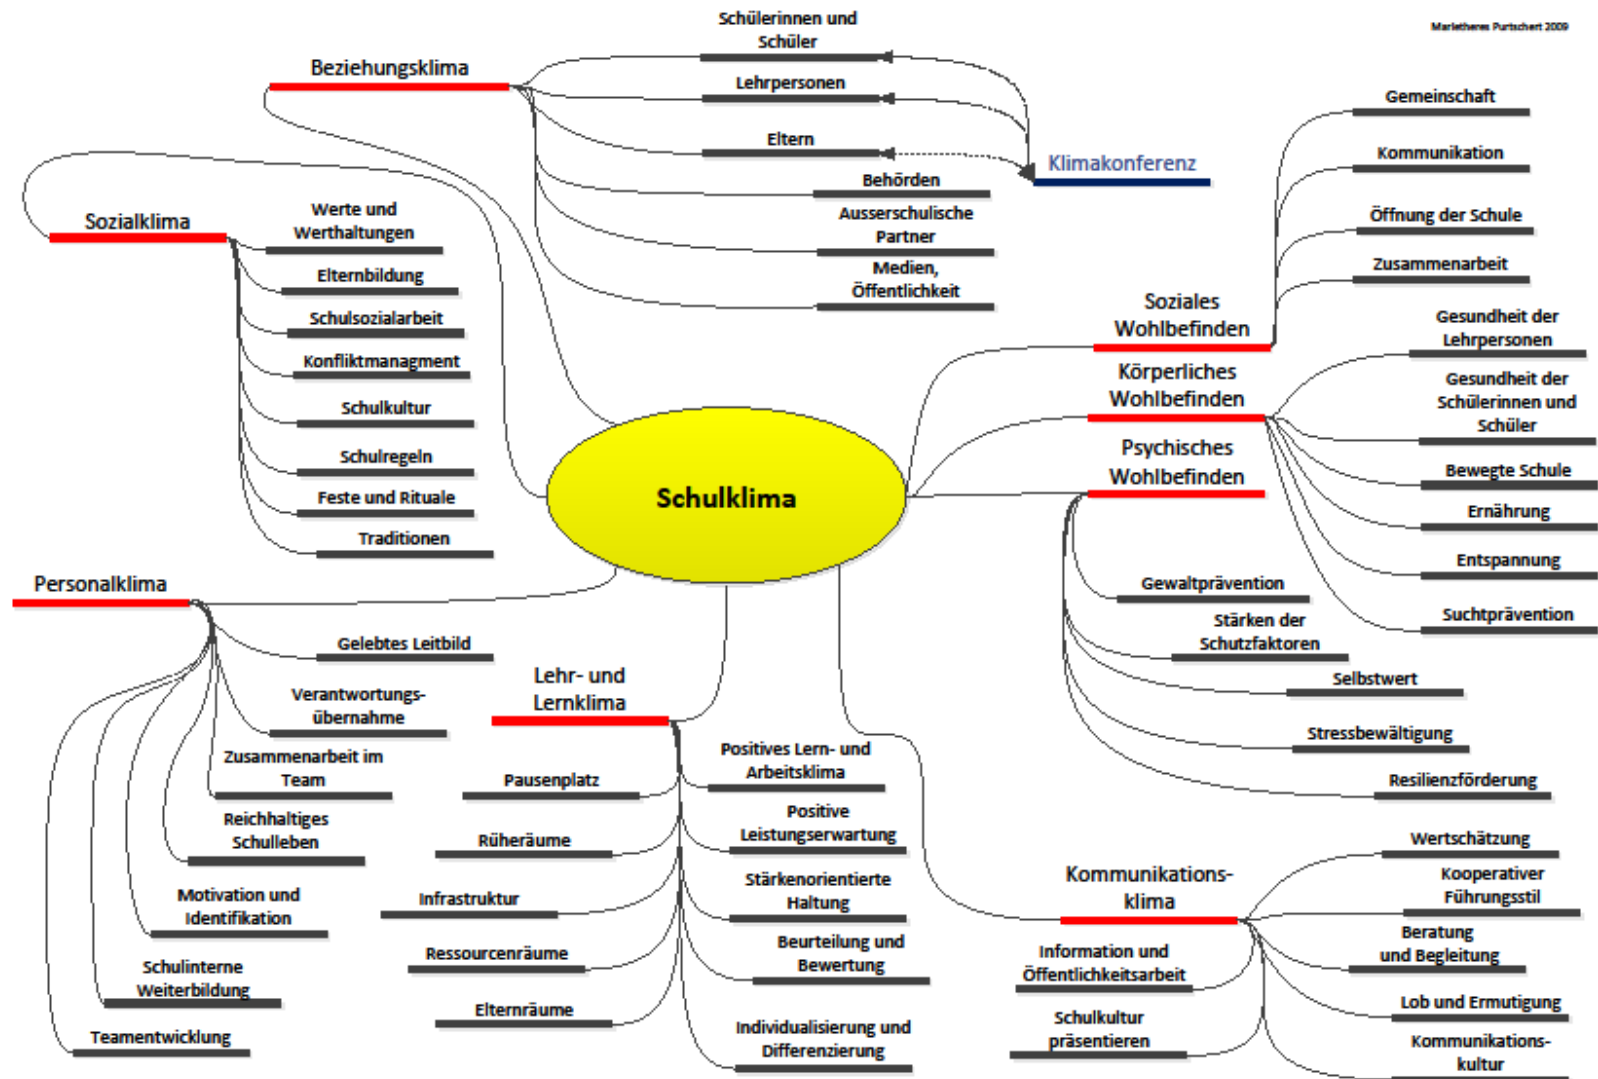 Marietheres Purtschert 2009
Schülerinnen und
Schüler
Beziehungsklima
Lehrpersonen
Eltern
Klimakonferenz
Behörden
Ausserschulische
Partner
Medien,
Öffentlichkeit
Sozialklima
Werte und
Werthaltungen
Elternbildung
Schulsozialarbeit
Konfliktmanagment
Schulkultur
Schulregeln
Feste und Rituale
Traditionen
Gemeinschaft
Kommunikation
Öffnung der Schule
Zusammenarbeit
Soziales
Wohlbefinden
Körperliches
Wohlbefinden
Psychisches
Wohlbefinden
Gesundheit der
Lehrpersonen
Gesundheit der
Schülerinnen und
Schüler
Bewegte Schule
Ernährung
Entspannung
Suchtprävention
Schulklima
Gewaltprävention
Stärken der
Schutzfaktoren
Selbstwert
Stressbewältigung
Resilienzförderung
Personalklima
Gelebtes Leitbild
Verantwortungs-
übernahme
Zusammenarbeit im
Team
Reichhaltiges
Schulleben
Motivation und
Identifikation
Schulinterne
Weiterbildung
Teamentwicklung
Lehr- und
Lernklima
Pausenplatz
Rüheräume
Infrastruktur
Ressourcenräume
Elternräume
Positives Lern- und
Arbeitsklima
Positive
Leistungserwartung
Stärkenorientierte
Haltung
Beurteilung und
Bewertung
Individualisierung und
Differenzierung
Kommunikations-
klima
Information und
Öffentlichkeitsarbeit
Schulkultur
präsentieren
Wertschätzung
Kooperativer
Führungsstil
Beratung
und Begleitung
Lob und Ermutigung
Kommunikations-
kultur